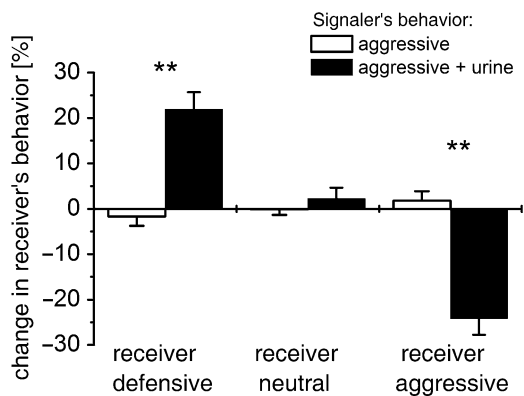 Signaler's behavior:
aggressive
aggressive + urine
change in receiver's behavior [%]
30
20
10
0
−10
−20
−30
**
**
receiver
defensive
receiver
neutral
receiver
aggressive